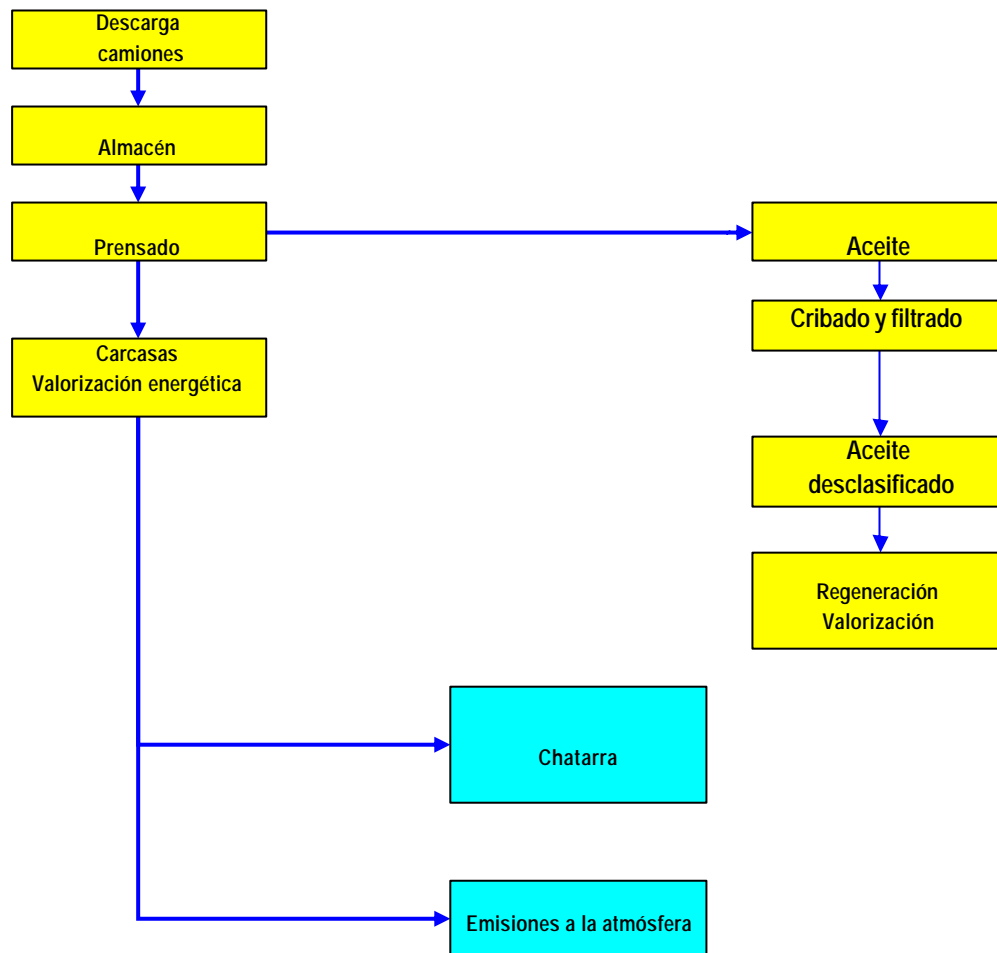 Descarga
camiones
Almacén
Prensado
Aceite
Cribado y filtrado
Carcasas
Valorización energética
Aceite
desclasificado
Regeneración
Valorización
Chatarra
Emisiones a la atmósfera